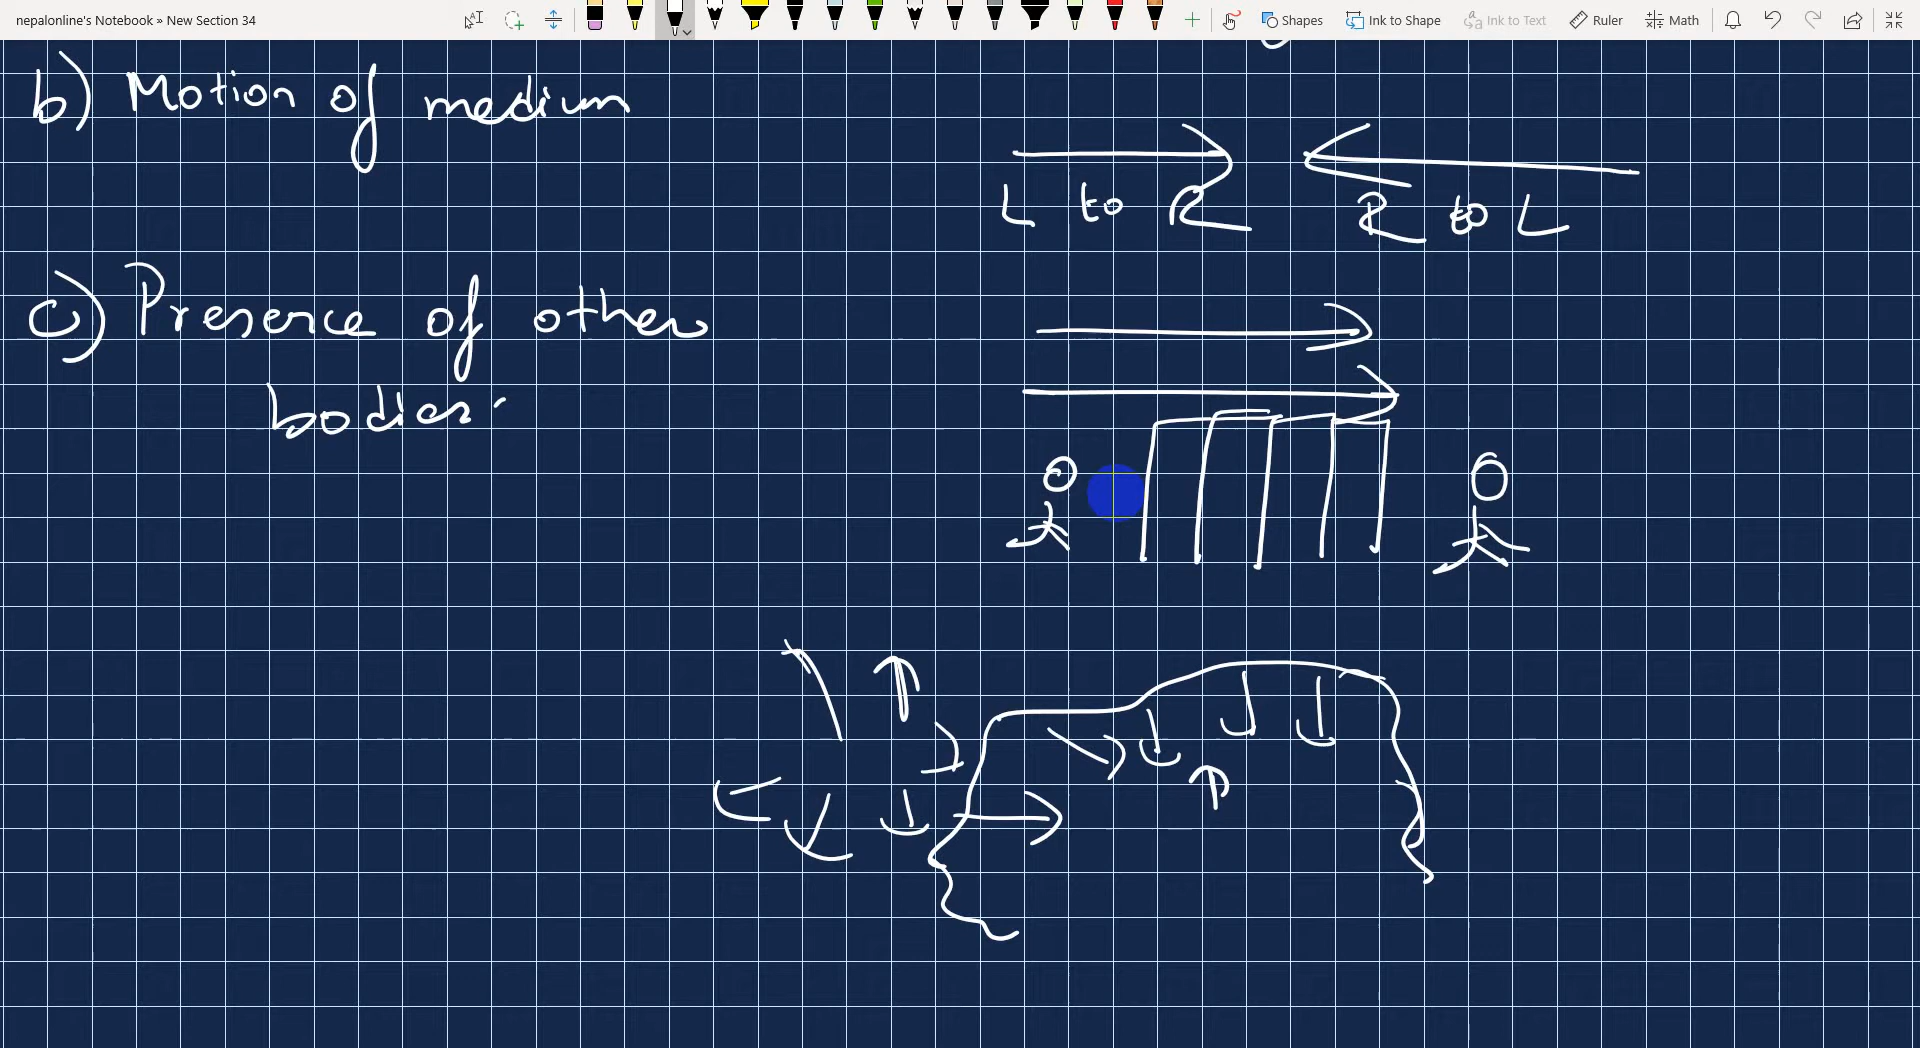 nepalonline's Notebook » New Section 34
Shapes
Ink to Shape
Ink to Text
Ruler
Math
b) Motion of medium
L to R
R to L
c) Presence of other
bodies.